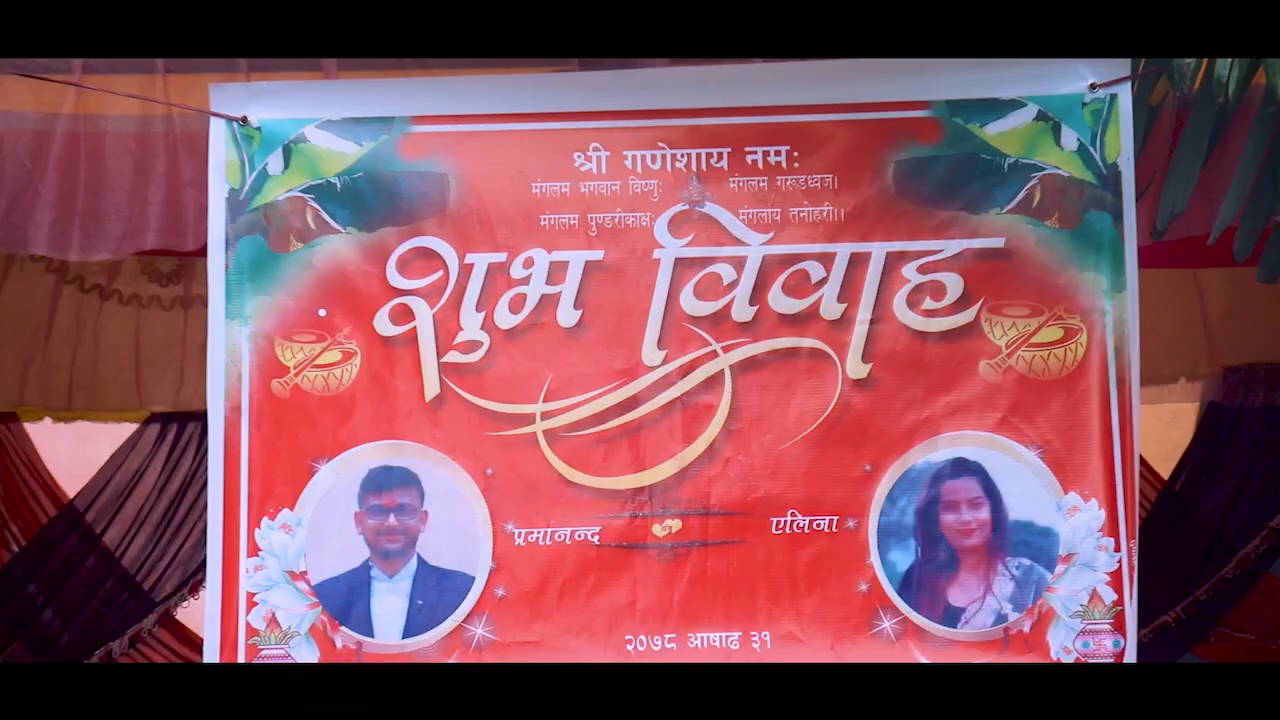 श्री गणेशाय नमः
मंगलम भगवान विष्णुः मंगलम गरूडध्वज।
मंगलम पुण्डरीकाक्षः मंगलाय तनोहरी।।
शुभ विवाह
प्रमानन्द एलिना
२०७८ आषाढ ३१